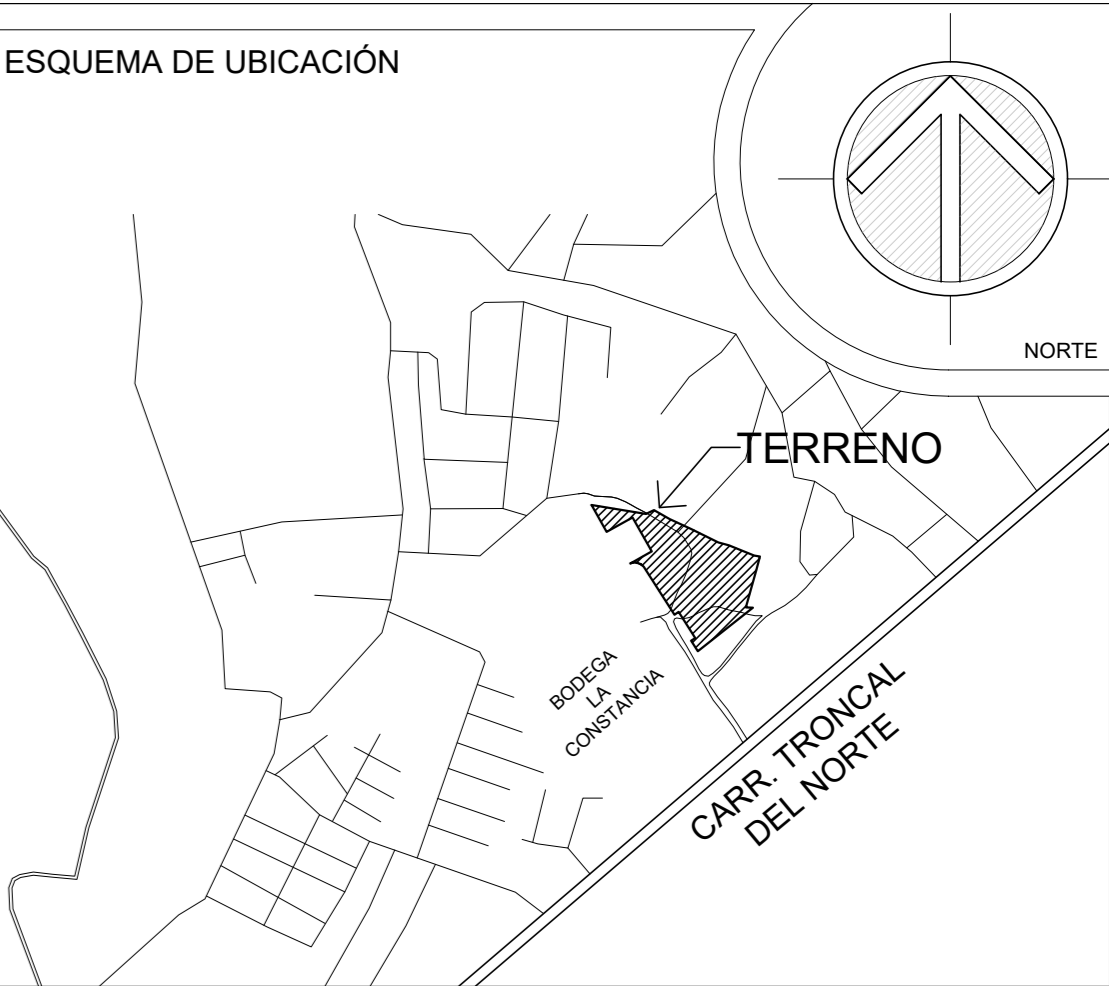 ESQUEMA DE UBICACIÓN
NORTE
TERRENO
BODEGA
LA
CONSTANCIA
CARR. TRONCAL
DEL NORTE